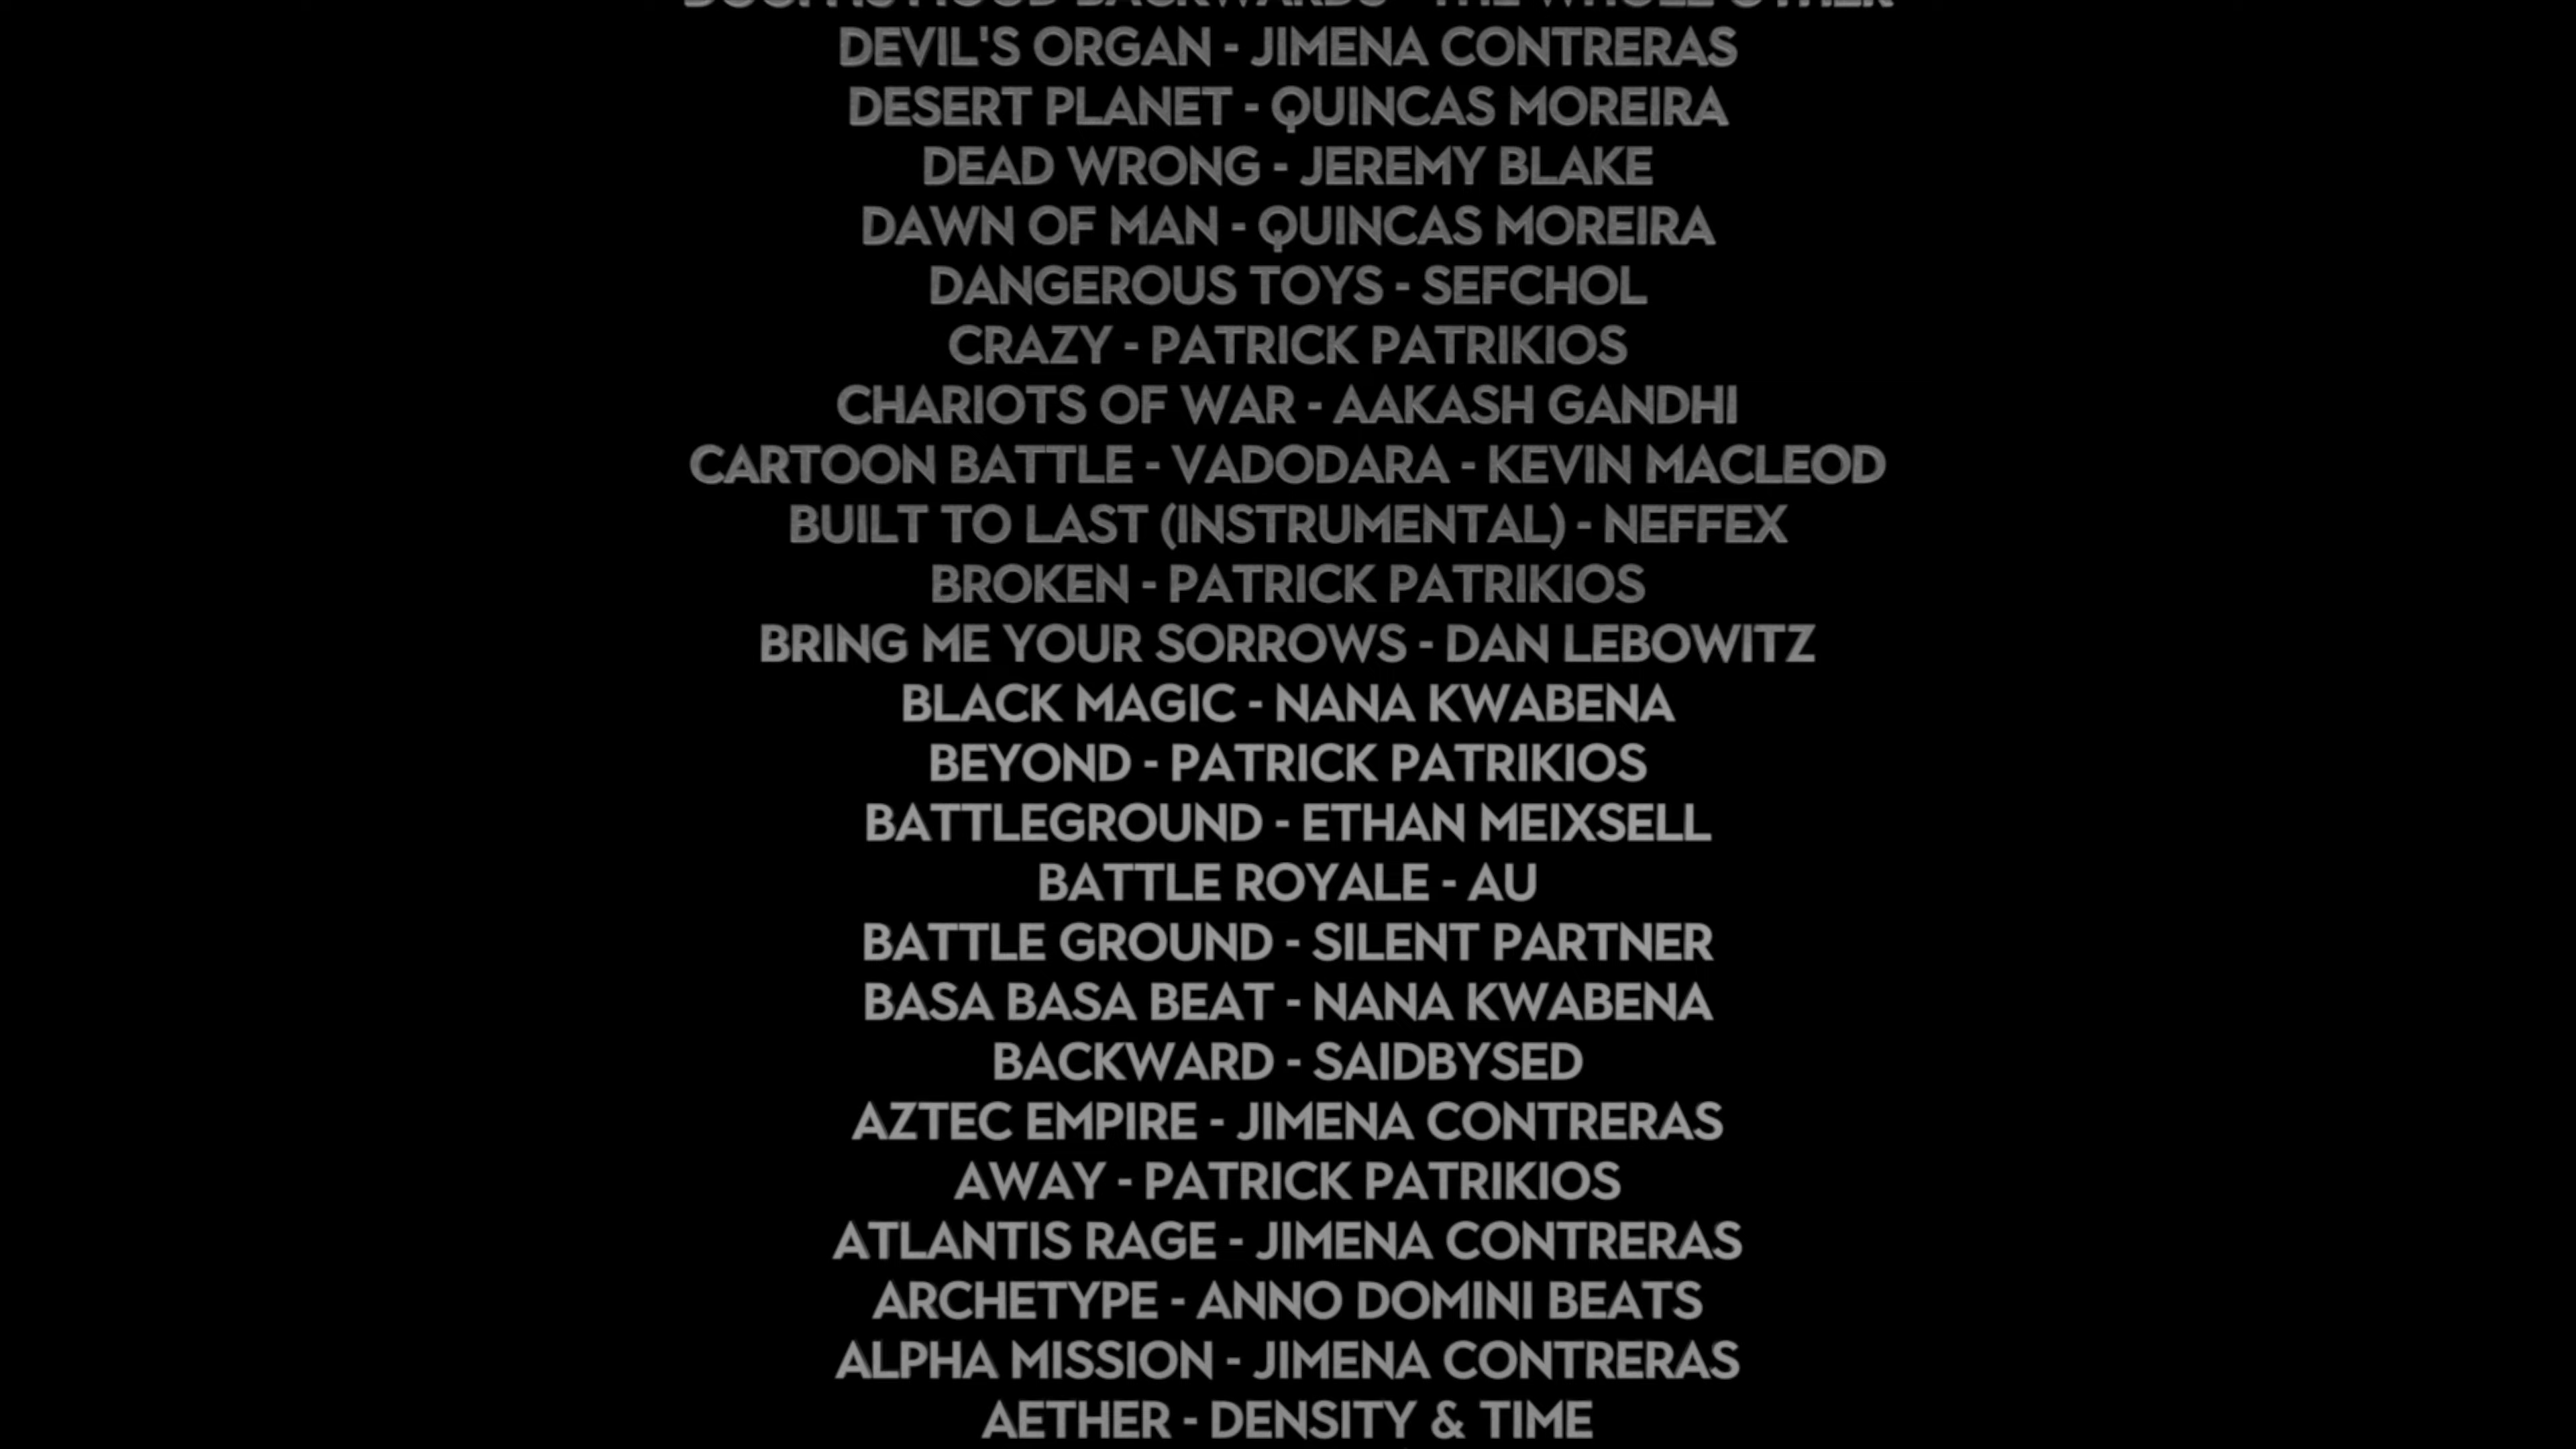 BACKWARDS - THE WHOLE OTHER
DEVIL'S ORGAN - JIMENA CONTRERAS
DESERT PLANET - QUINCAS MOREIRA
DEAD WRONG - JEREMY BLAKE
DAWN OF MAN - QUINCAS MOREIRA
DANGEROUS TOYS - SEFCHOL
CRAZY - PATRICK PATRIKIOS
CHARIOTS OF WAR - AAKASH GANDHI
CARTOON BATTLE - VADODARA - KEVIN MACLEOD
BUILT TO LAST (INSTRUMENTAL) - NEFFEX
BROKEN - PATRICK PATRIKIOS
BRING ME YOUR SORROWS - DAN LEBOWITZ
BLACK MAGIC - NANA KWABENA
BEYOND - PATRICK PATRIKIOS
BATTLEGROUND - ETHAN MEIXSELL
BATTLE ROYALE - AU
BATTLE GROUND - SILENT PARTNER
BASA BASA BEAT - NANA KWABENA
BACKWARD - SAIDBYSED
AZTEC EMPIRE - JIMENA CONTRERAS
AWAY - PATRICK PATRIKIOS
ATLANTIS RAGE - JIMENA CONTRERAS
ARCHETYPE - ANNO DOMINI BEATS
ALPHA MISSION - JIMENA CONTRERAS
AETHER - DENSITY & TIME